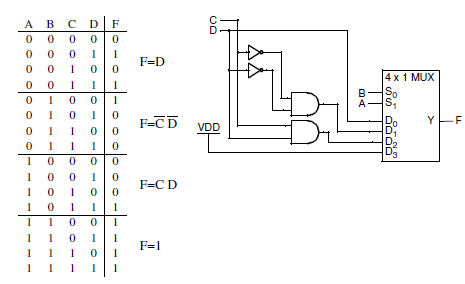 A B C D F
0 0 0 0 0
0 0 0 1 1
0 0 1 0 0
0 0 1 1 1
F=D
0 1 0 0 1
0 1 0 1 0
0 1 1 0 0
0 1 1 1 0
F=C̅ D̅
1 0 0 0 0
1 0 0 1 0
1 0 1 0 0
1 0 1 1 1
F=C D
1 1 0 0 1
1 1 0 1 1
1 1 1 0 1
1 1 1 1 1
F=1
C
D
VDD
4 x 1 MUX
B S0
A S1
D0
D1
D2
D3
Y F